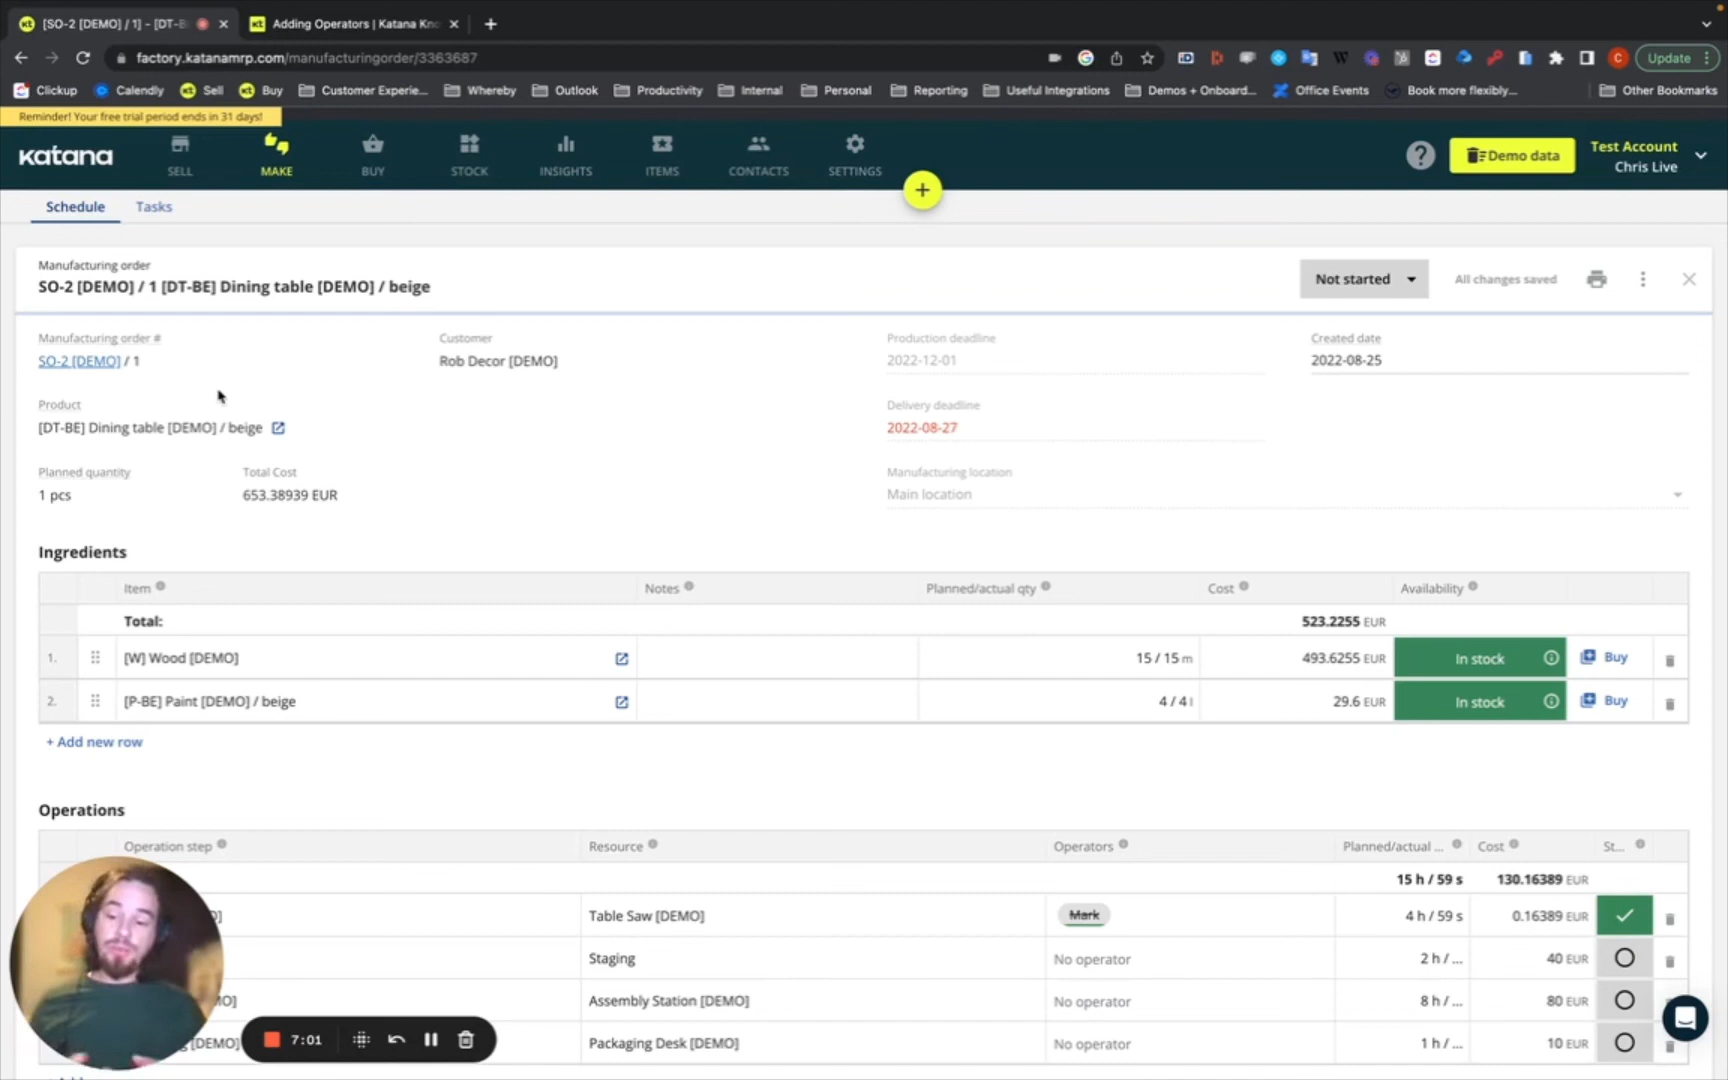 [SO-2 [DEMO] / 1] - [DT-B
Adding Operators | Katana Kn
factory.katanamrp.com/manufacturingorder/3363687
Update
Clickup
Calendly
Sell
Buy
Customer Experie...
Whereby
Outlook
Productivity
Internal
Personal
Reporting
Useful Integrations
Demos + Onboard...
Office Events
Book more flexibly...
Other Bookmarks
Reminder! Your free trial period ends in 31 days!
katana
SELL
MAKE
BUY
STOCK
INSIGHTS
ITEMS
CONTACTS
SETTINGS
Demo data
Test Account
Chris Live
Schedule
Tasks
Manufacturing order
SO-2 [DEMO] / 1 [DT-BE] Dining table [DEMO] / beige
Not started
All changes saved
Manufacturing order #
SO-2 [DEMO] / 1
Customer
Rob Decor [DEMO]
Production deadline
2022-12-01
Created date
2022-08-25
Product
[DT-BE] Dining table [DEMO] / beige
Delivery deadline
2022-08-27
Planned quantity
1 pcs
Total Cost
653.38939 EUR
Manufacturing location
Main location
Ingredients
Item Notes Planned/actual qty Cost Availability
Total: 523.2255 EUR
1. [W] Wood [DEMO] 15 / 15 m 493.6255 EUR In stock Buy
2. [P-BE] Paint [DEMO] / beige 4 / 4 l 29.6 EUR In stock Buy
+ Add new row
Operations
Operation step Resource Operators Planned/actual ... Cost St...
15 h / 59 s 130.16389 EUR
Table Saw [DEMO] Mark 4 h / 59 s 0.16389 EUR
Staging No operator 2 h / ... 40 EUR
Assembly Station [DEMO] No operator 8 h / ... 80 EUR
[DEMO] Packaging Desk [DEMO] No operator 1 h / ... 10 EUR
7:01